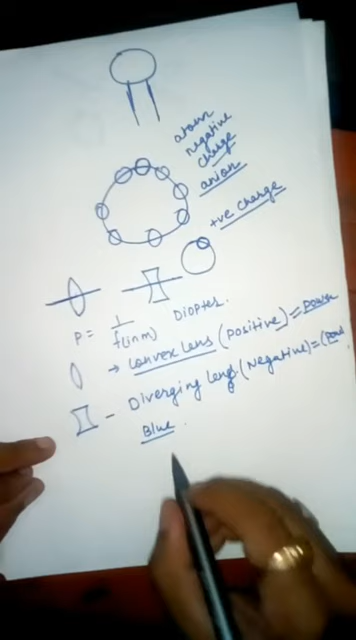 atom
negative
charge
anion
+ve charge
P = 1/f(in m) Diopter.
→ Convex Lens (Positive) = Power
- Diverging Lens (Negative) = (
Blue.